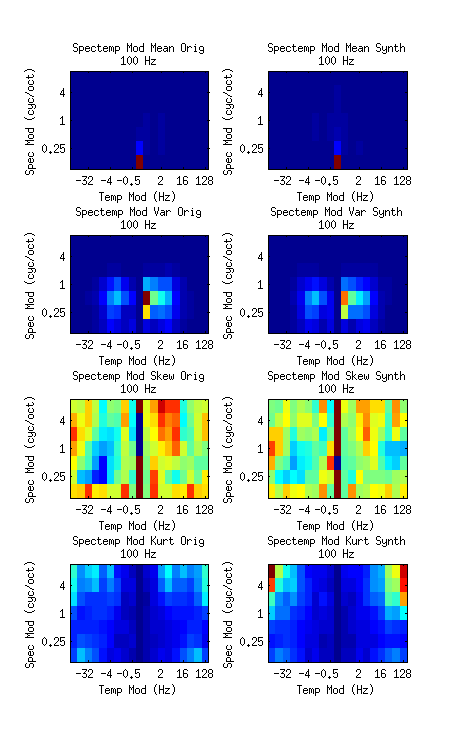 Spectemp Mod Mean Orig
100 Hz
Spec Mod (cyc/oct)
4
1
0.25
-32 -4 -0.5 2 16 128
Temp Mod (Hz)
Spectemp Mod Mean Synth
100 Hz
Spec Mod (cyc/oct)
4
1
0.25
-32 -4 -0.5 2 16 128
Temp Mod (Hz)
Spectemp Mod Var Orig
100 Hz
Spec Mod (cyc/oct)
4
1
0.25
-32 -4 -0.5 2 16 128
Temp Mod (Hz)
Spectemp Mod Var Synth
100 Hz
Spec Mod (cyc/oct)
4
1
0.25
-32 -4 -0.5 2 16 128
Temp Mod (Hz)
Spectemp Mod Skew Orig
100 Hz
Spec Mod (cyc/oct)
4
1
0.25
-32 -4 -0.5 2 16 128
Temp Mod (Hz)
Spectemp Mod Skew Synth
100 Hz
Spec Mod (cyc/oct)
4
1
0.25
-32 -4 -0.5 2 16 128
Temp Mod (Hz)
Spectemp Mod Kurt Orig
100 Hz
Spec Mod (cyc/oct)
4
1
0.25
-32 -4 -0.5 2 16 128
Temp Mod (Hz)
Spectemp Mod Kurt Synth
100 Hz
Spec Mod (cyc/oct)
4
1
0.25
-32 -4 -0.5 2 16 128
Temp Mod (Hz)